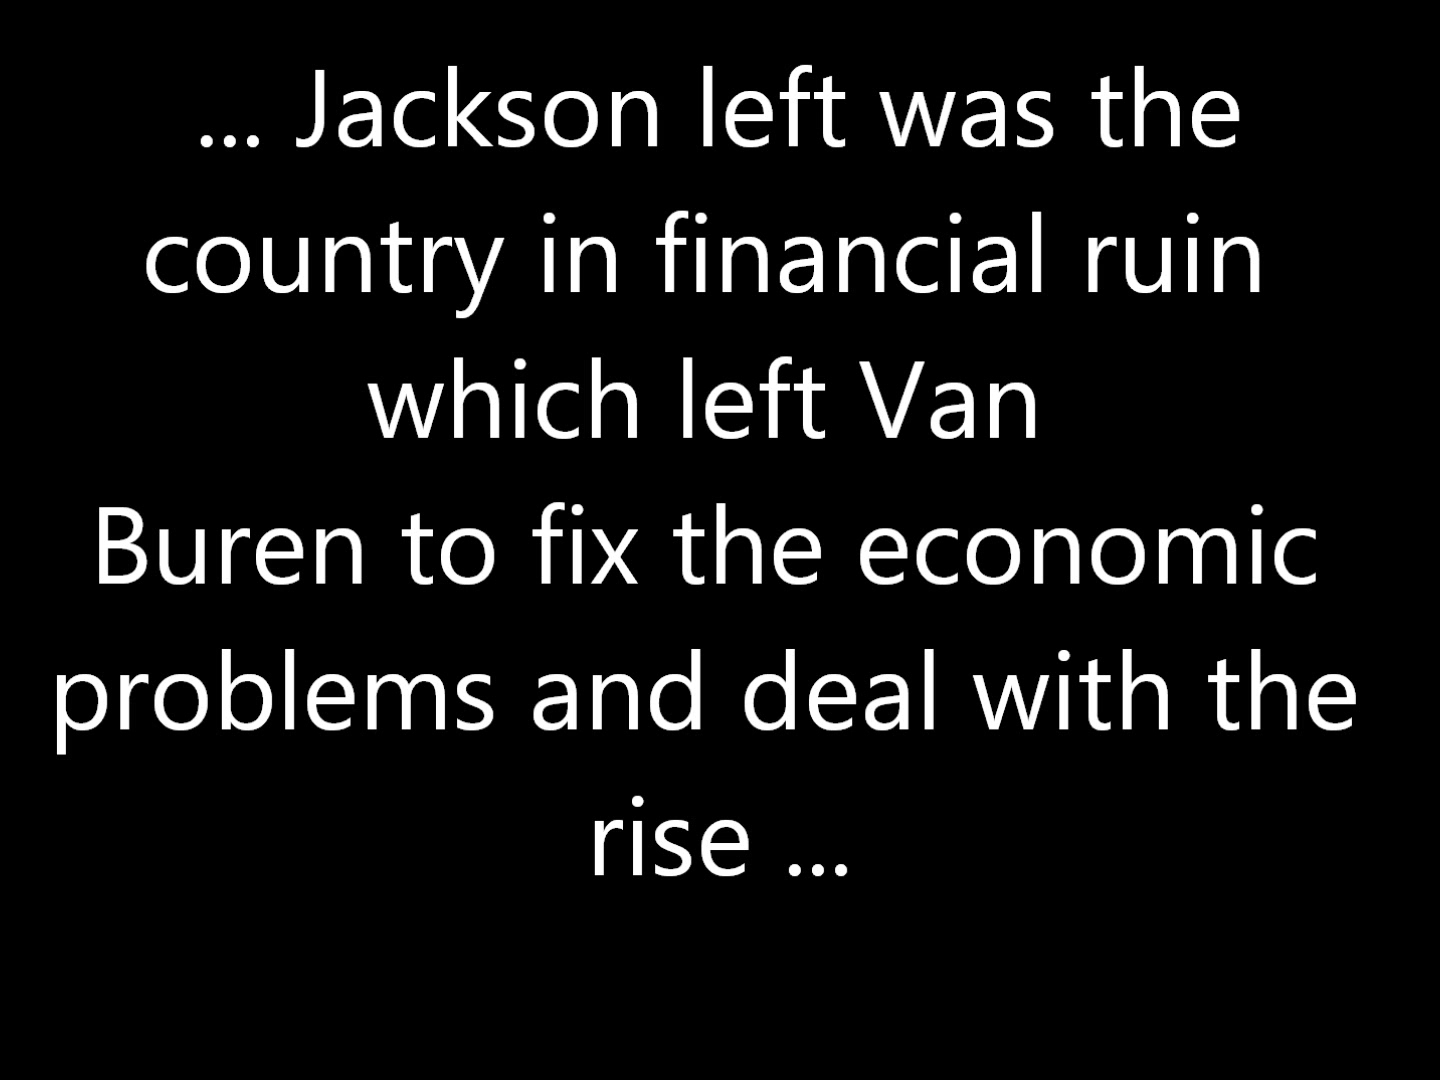 ... Jackson left was the
country in financial ruin
which left Van
Buren to fix the economic
problems and deal with the
rise ...